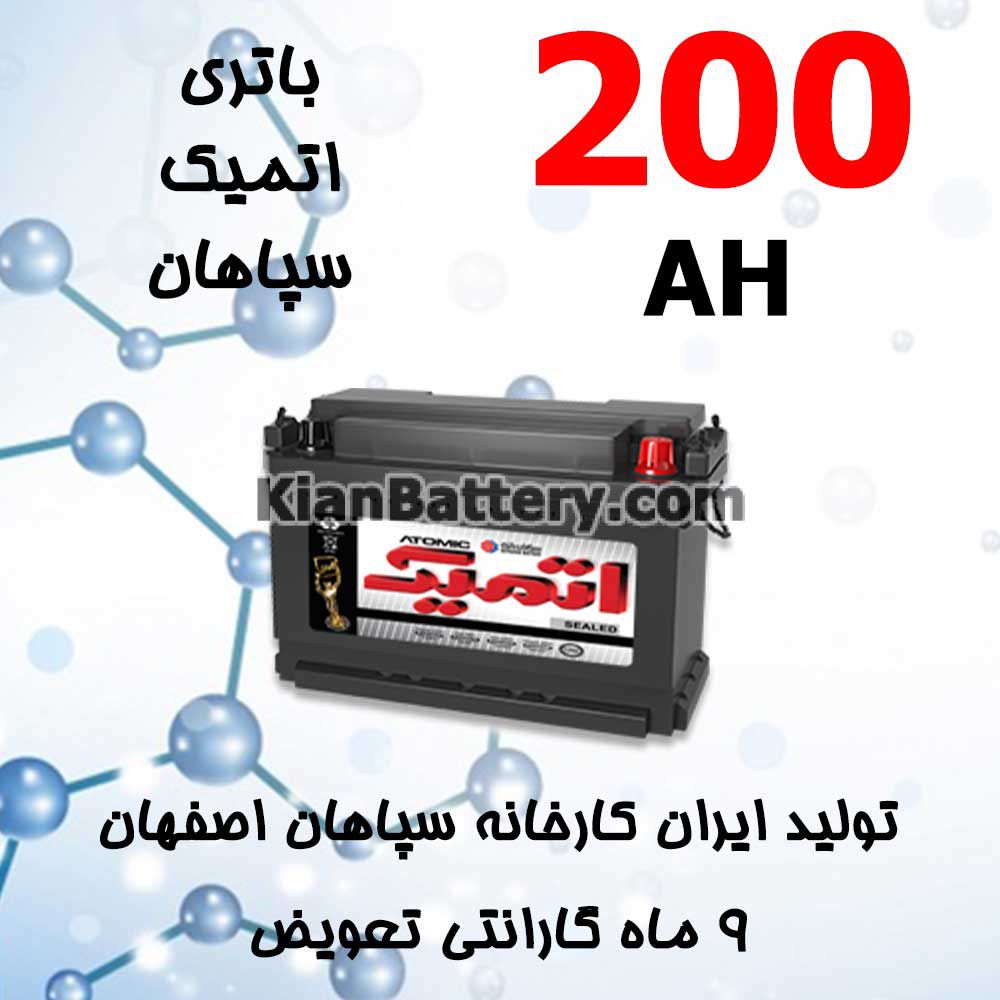 باتری
اتمیک
سپاهان
200
AH
KianBattery.com
ATOMIC
اتمیک
SEALED
تولید ایران کارخانه سپاهان اصفهان
۹ ماه گارانتی تعویض